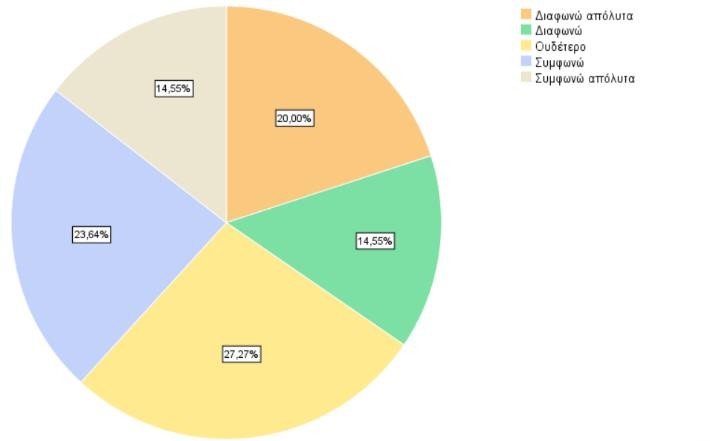 Διαφωνώ απόλυτα
Διαφωνώ
Ουδέτερο
Συμφωνώ
Συμφωνώ απόλυτα
14,55%
20,00%
23,64%
14,55%
27,27%